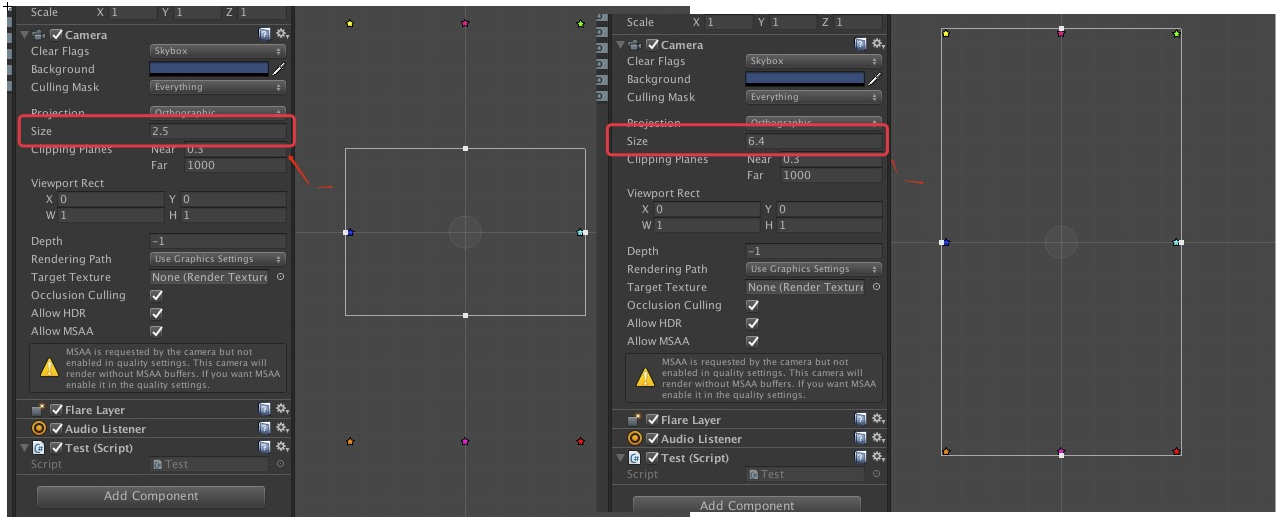 Scale X 1 Y 1 Z 1
Camera
Clear Flags Skybox
Background
Culling Mask Everything
Projection Orthographic
Size 2.5
Clipping Planes Near 0.3
Far 1000
Viewport Rect
X 0 Y 0
W 1 H 1
Depth -1
Rendering Path Use Graphics Settings
Target Texture None (Render Texture
Occlusion Culling
Allow HDR
Allow MSAA
MSAA is requested by the camera but not
enabled in quality settings. This camera will
render without MSAA buffers. If you want MSAA
enable it in the quality settings.
Flare Layer
Audio Listener
Test (Script)
Script Test
Add Component
Scale X 1 Y 1 Z 1
Camera
Clear Flags Skybox
Background
Culling Mask Everything
Projection Orthographic
Size 6.4
Clipping Planes Near 0.3
Far 1000
Viewport Rect
X 0 Y 0
W 1 H 1
Depth -1
Rendering Path Use Graphics Settings
Target Texture None (Render Texture
Occlusion Culling
Allow HDR
Allow MSAA
MSAA is requested by the camera but not
enabled in quality settings. This camera will
render without MSAA buffers. If you want MSAA
enable it in the quality settings.
Flare Layer
Audio Listener
Test (Script)
Script Test
Add Component